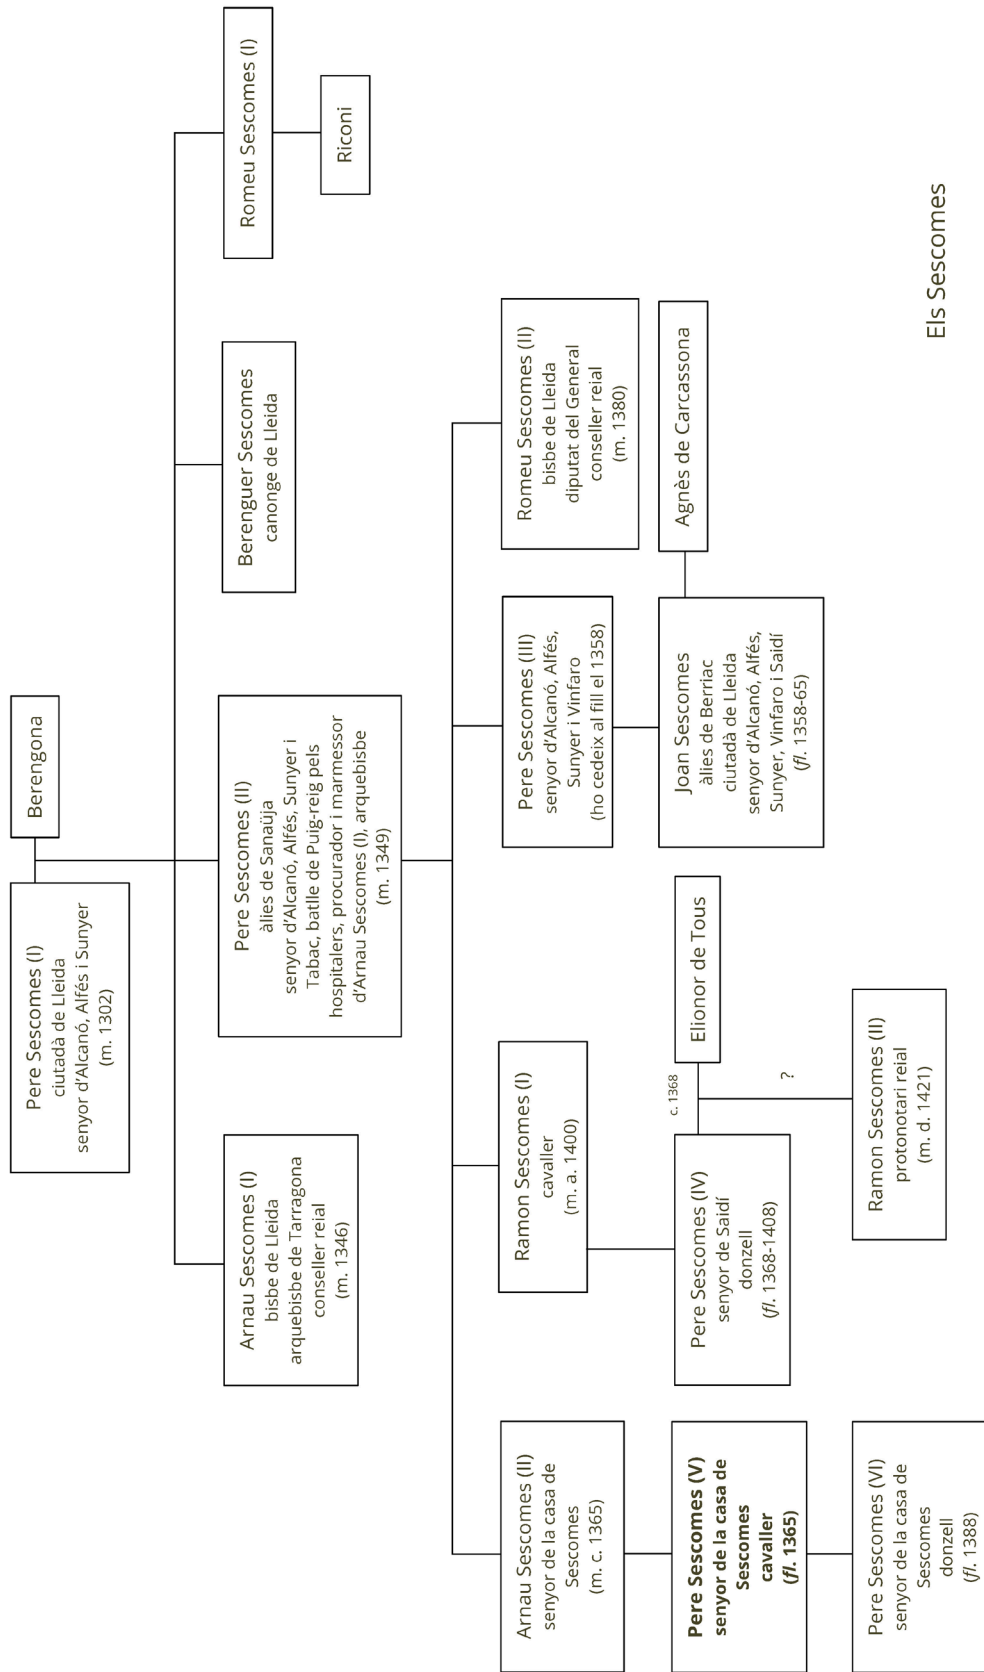 Pere Sescomes (I)
ciutadà de Lleida
senyor d'Alcanó, Alfés i Sunyer
(m. 1302)
Berengona
Arnau Sescomes (I)
bisbe de Lleida
arquebisbe de Tarragona
conseller reial
(m. 1346)
Pere Sescomes (II)
àlies de Sanaüja
senyor d'Alcanó, Alfés, Sunyer i
Tabac, batlle de Puig-reig pels
hospitalers, procurador i marmessor
d'Arnau Sescomes (I), arquebisbe
(m. 1349)
Berenguer Sescomes
canonge de Lleida
Romeu Sescomes (I)
Riconi
Arnau Sescomes (II)
senyor de la casa de
Sescomes
(m. c. 1365)
Ramon Sescomes (I)
cavaller
(m. a. 1400)
Pere Sescomes (III)
senyor d'Alcanó, Alfés,
Sunyer i Vinfaro
(ho cedeix al fill el 1358)
Romeu Sescomes (II)
bisbe de Lleida
diputat del General
conseller reial
(m. 1380)
Pere Sescomes (V)
senyor de la casa de
Sescomes
cavaller
(fl. 1365)
Pere Sescomes (IV)
senyor de Saidí
donzell
(fl. 1368-1408)
c. 1368
Elionor de Tous
Joan Sescomes
àlies de Berriac
ciutadà de Lleida
senyor d'Alcanó, Alfés,
Sunyer, Vinfaro i Saidí
(fl. 1358-65)
Agnès de Carcassona
Pere Sescomes (VI)
senyor de la casa de
Sescomes
donzell
(fl. 1388)
?
Ramon Sescomes (II)
protonotari reial
(m. d. 1421)
Els Sescomes